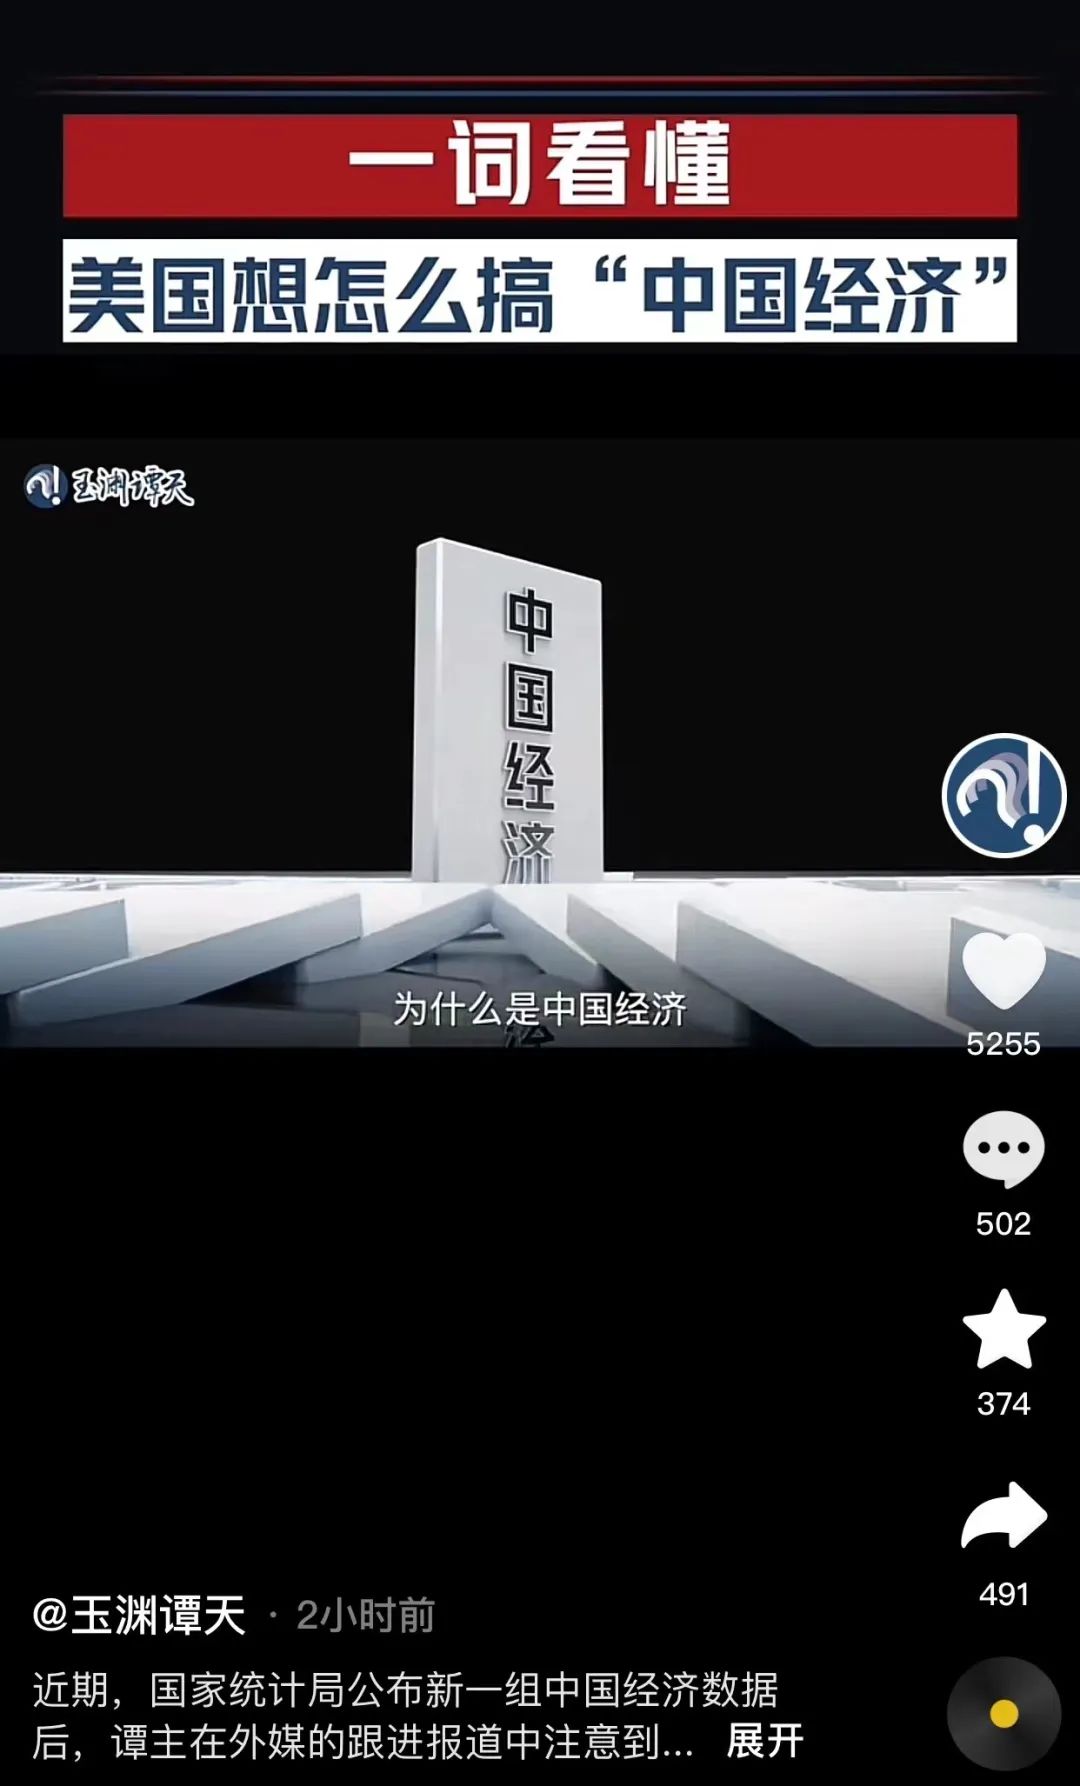 一词看懂
美国想怎么搞“中国经济”
玉渊谭天
中国经济
为什么是中国经济
5255
502
374
491
@玉渊谭天 · 2小时前
近期，国家统计局公布新一组中国经济数据
后，谭主在外媒的跟进报道中注意到... 展开